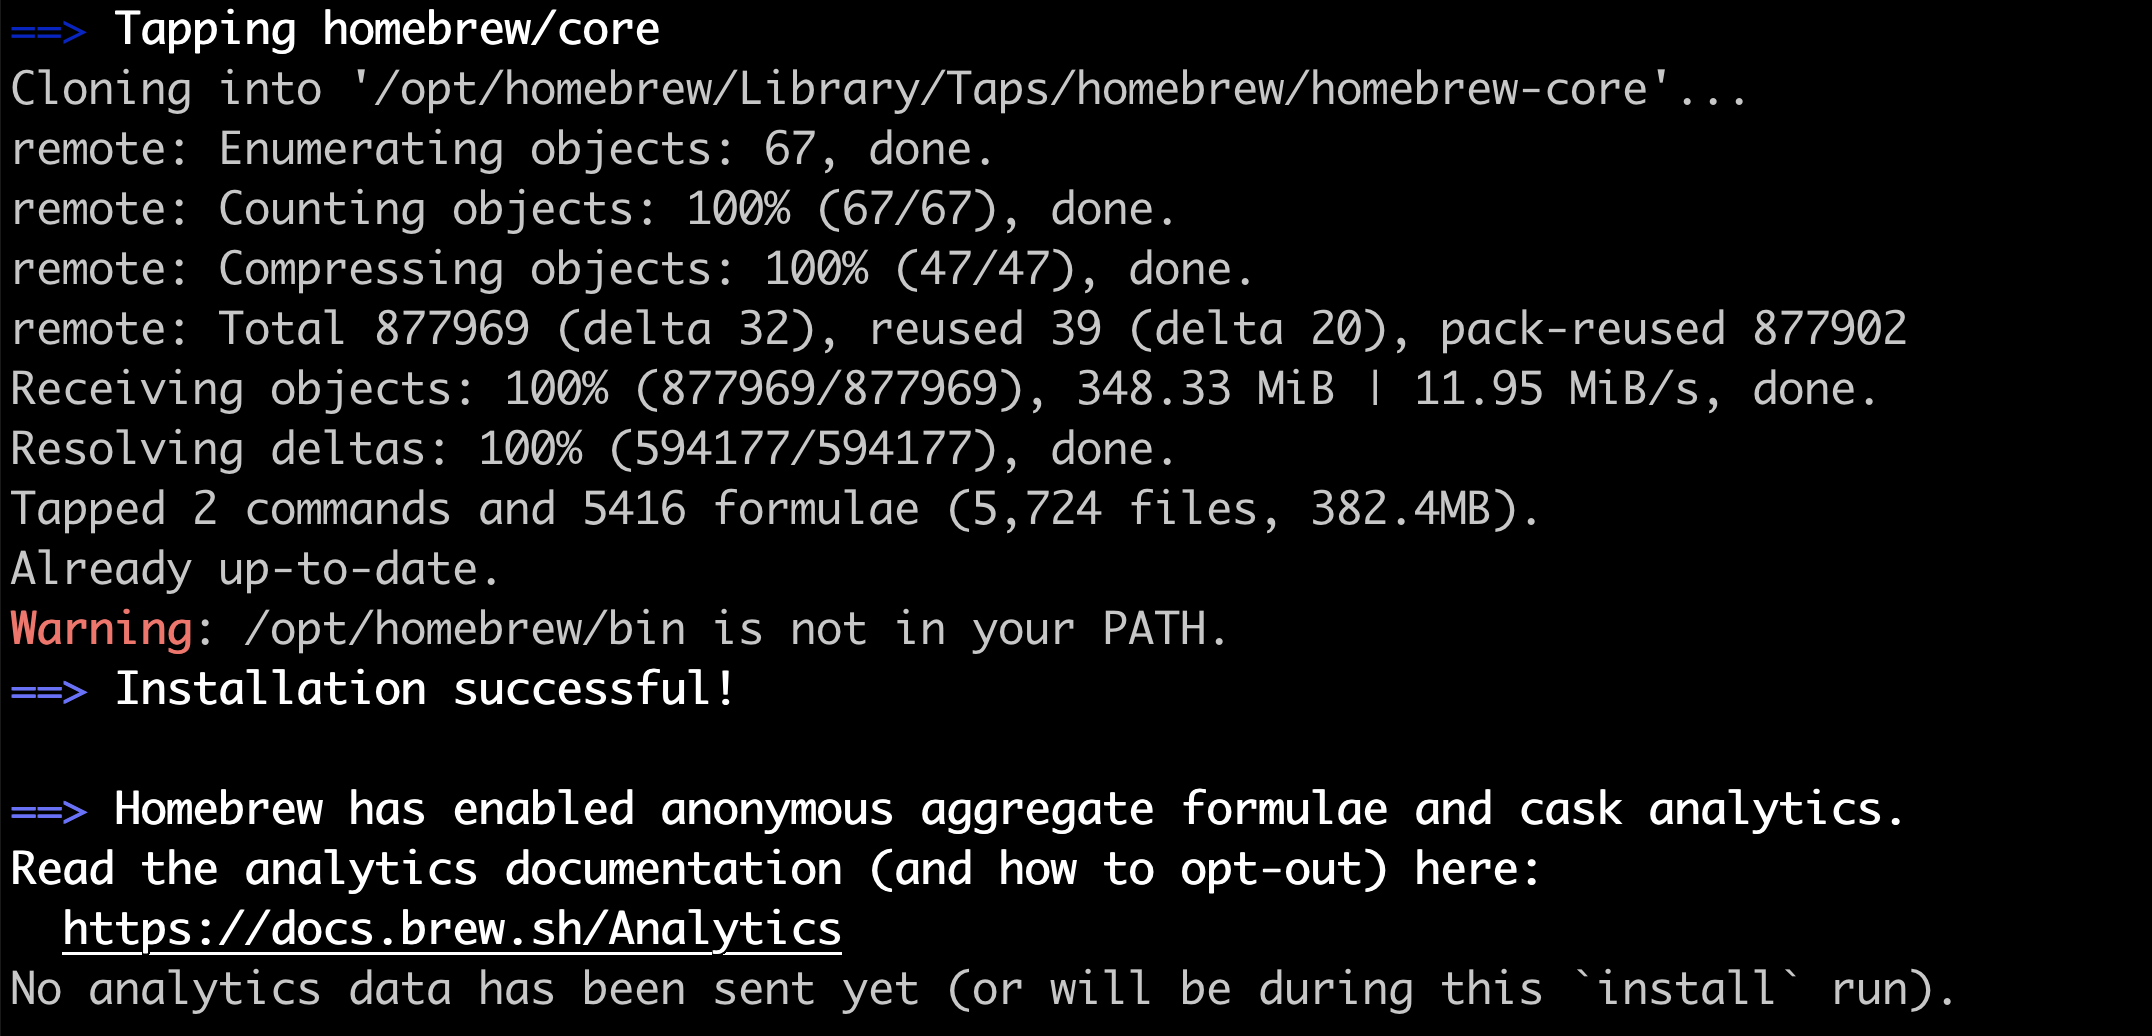 ==> Tapping homebrew/core
Cloning into '/opt/homebrew/Library/Taps/homebrew/homebrew-core'...
remote: Enumerating objects: 67, done.
remote: Counting objects: 100% (67/67), done.
remote: Compressing objects: 100% (47/47), done.
remote: Total 877969 (delta 32), reused 39 (delta 20), pack-reused 877902
Receiving objects: 100% (877969/877969), 348.33 MiB | 11.95 MiB/s, done.
Resolving deltas: 100% (594177/594177), done.
Tapped 2 commands and 5416 formulae (5,724 files, 382.4MB).
Already up-to-date.
Warning: /opt/homebrew/bin is not in your PATH.
==> Installation successful!

==> Homebrew has enabled anonymous aggregate formulae and cask analytics.
Read the analytics documentation (and how to opt-out) here:
  https://docs.brew.sh/Analytics
No analytics data has been sent yet (or will be during this `install` run).